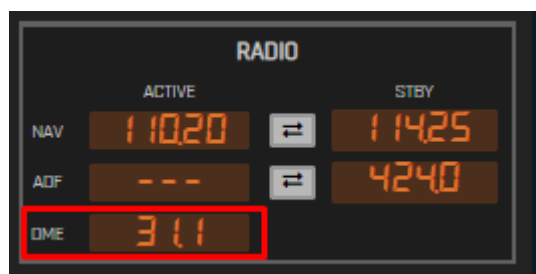 RADIO
ACTIVE STBY
NAV 110.20 ⇄ 114.25
ADF --- ⇄ 424.0
DME 31.1